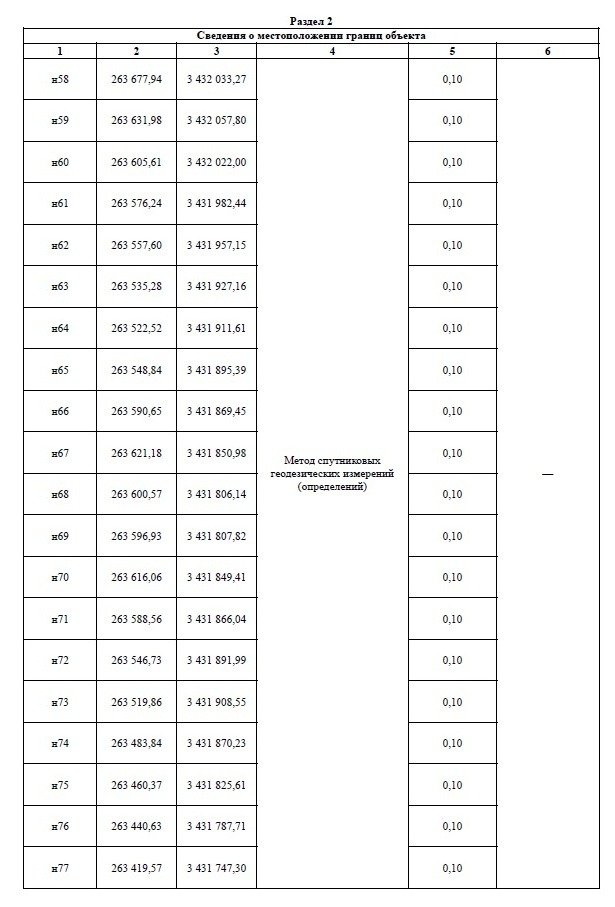 Раздел 2
Сведения о местоположении границ объекта
1 2 3 4 5 6
н58 263 677,94 3 432 033,27 0,10
н59 263 631,98 3 432 057,80 0,10
н60 263 605,61 3 432 022,00 0,10
н61 263 576,24 3 431 982,44 0,10
н62 263 557,60 3 431 957,15 0,10
н63 263 535,28 3 431 927,16 0,10
н64 263 522,52 3 431 911,61 0,10
н65 263 548,84 3 431 895,39 0,10
н66 263 590,65 3 431 869,45 0,10
н67 263 621,18 3 431 850,98 0,10
Метод спутниковых
геодезических измерений
(определений)
—
н68 263 600,57 3 431 806,14 0,10
н69 263 596,93 3 431 807,82 0,10
н70 263 616,06 3 431 849,41 0,10
н71 263 588,56 3 431 866,04 0,10
н72 263 546,73 3 431 891,99 0,10
н73 263 519,86 3 431 908,55 0,10
н74 263 483,84 3 431 870,23 0,10
н75 263 460,37 3 431 825,61 0,10
н76 263 440,63 3 431 787,71 0,10
н77 263 419,57 3 431 747,30 0,10